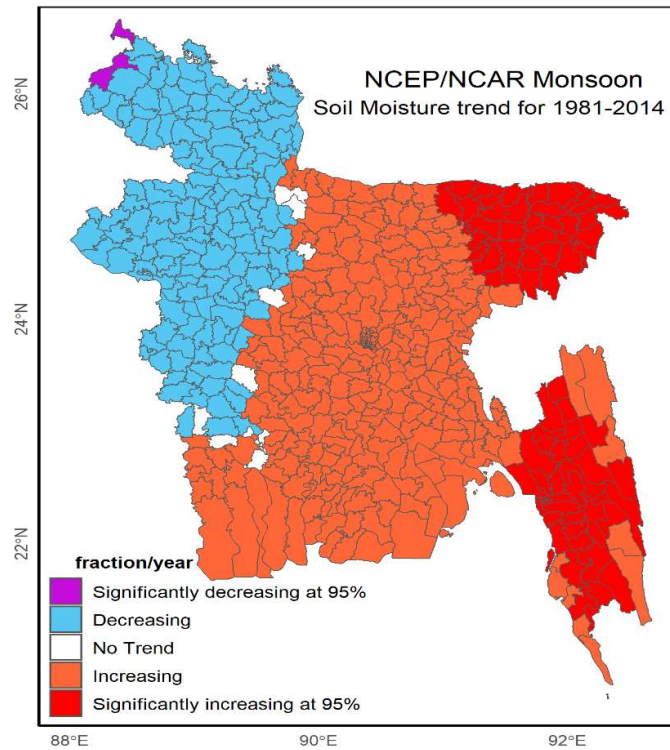 NCEP/NCAR Monsoon
Soil Moisture trend for 1981-2014
26°N
24°N
22°N
fraction/year
Significantly decreasing at 95%
Decreasing
No Trend
Increasing
Significantly increasing at 95%
88°E
90°E
92°E